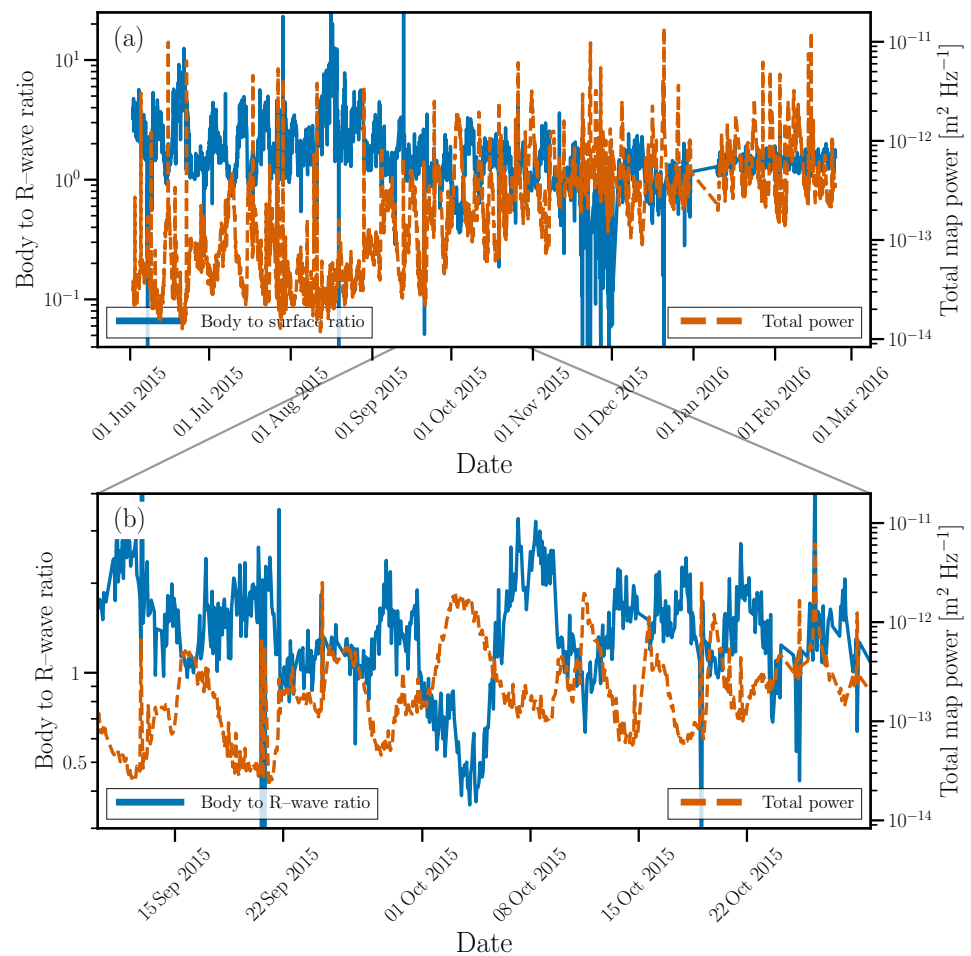 (a)
Body to R–wave ratio
10¹
10⁰
10⁻¹
Total map power [m² Hz⁻¹]
10⁻¹¹
10⁻¹²
10⁻¹³
10⁻¹⁴
Body to surface ratio
Total power
01 Jun 2015
01 Jul 2015
01 Aug 2015
01 Sep 2015
01 Oct 2015
01 Nov 2015
01 Dec 2015
01 Jan 2016
01 Feb 2016
01 Mar 2016
Date
(b)
Body to R–wave ratio
1
0.5
Total map power [m² Hz⁻¹]
10⁻¹¹
10⁻¹²
10⁻¹³
10⁻¹⁴
Body to R–wave ratio
Total power
15 Sep 2015
22 Sep 2015
01 Oct 2015
08 Oct 2015
15 Oct 2015
22 Oct 2015
Date